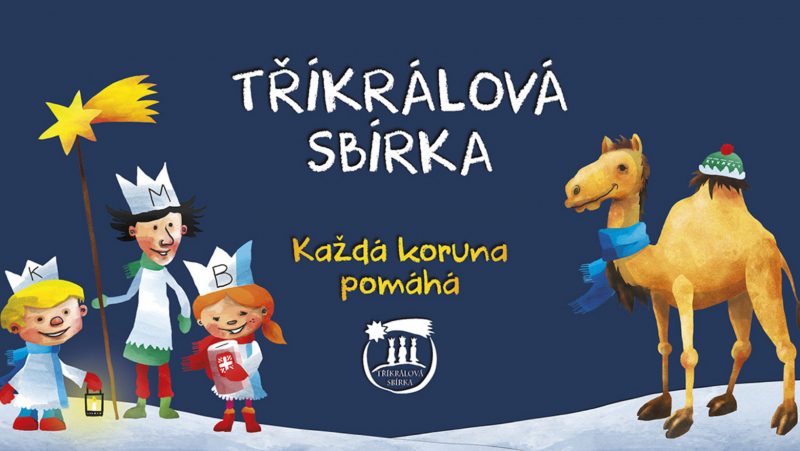 TŘÍKRÁLOVÁ
SBÍRKA
M
K
B
Každá koruna
pomáhá
TŘÍKRÁLOVÁ
SBÍRKA